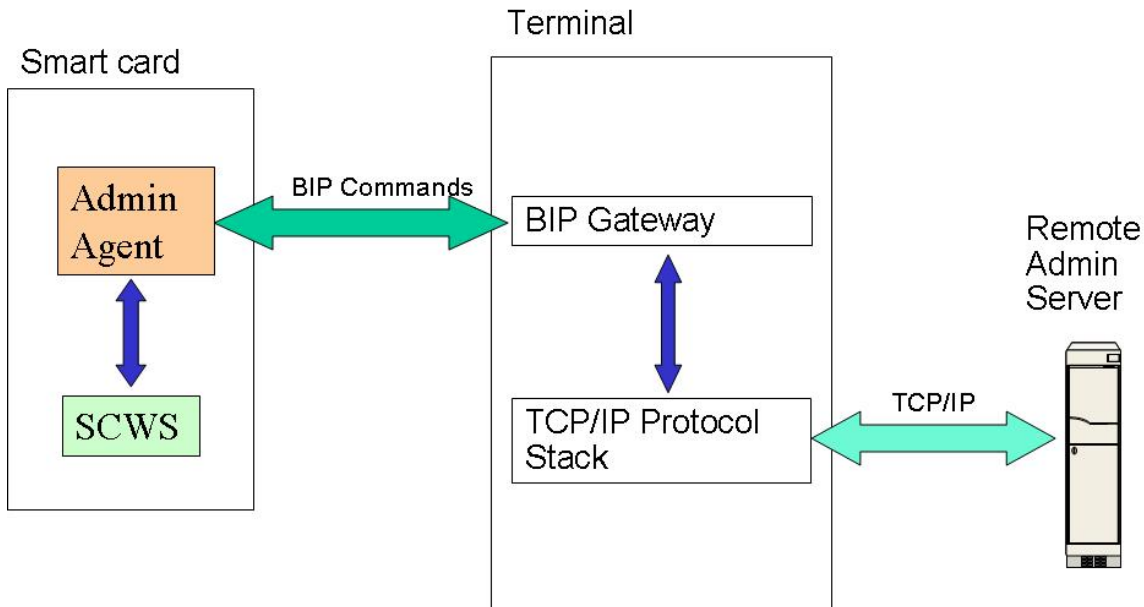 Terminal
Smart card
Admin
Agent
BIP Commands
BIP Gateway
Remote
Admin
Server
SCWS
TCP/IP Protocol
Stack
TCP/IP